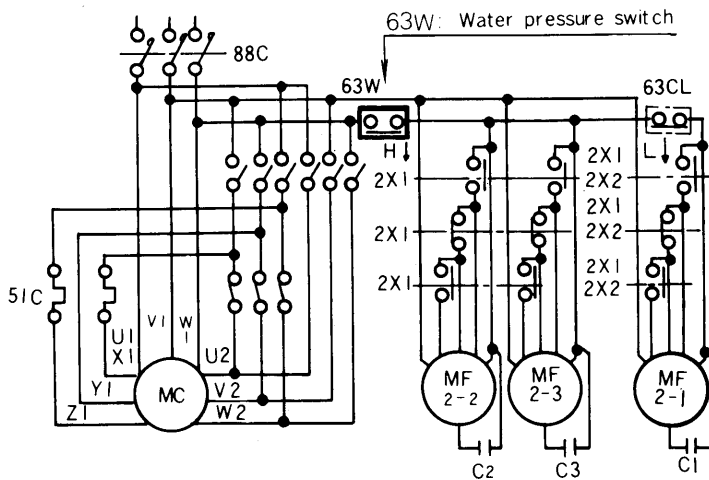 63W: Water pressure switch
88C
63W
63CL
H
L
2X1
2X1
2X2
2X1
2X1
2X2
2X1
2X1
2X2
51C
U1
X1
V1
W1
U2
Y1
V2
Z1
W2
MC
MF
2-2
MF
2-3
MF
2-1
C2
C3
C1